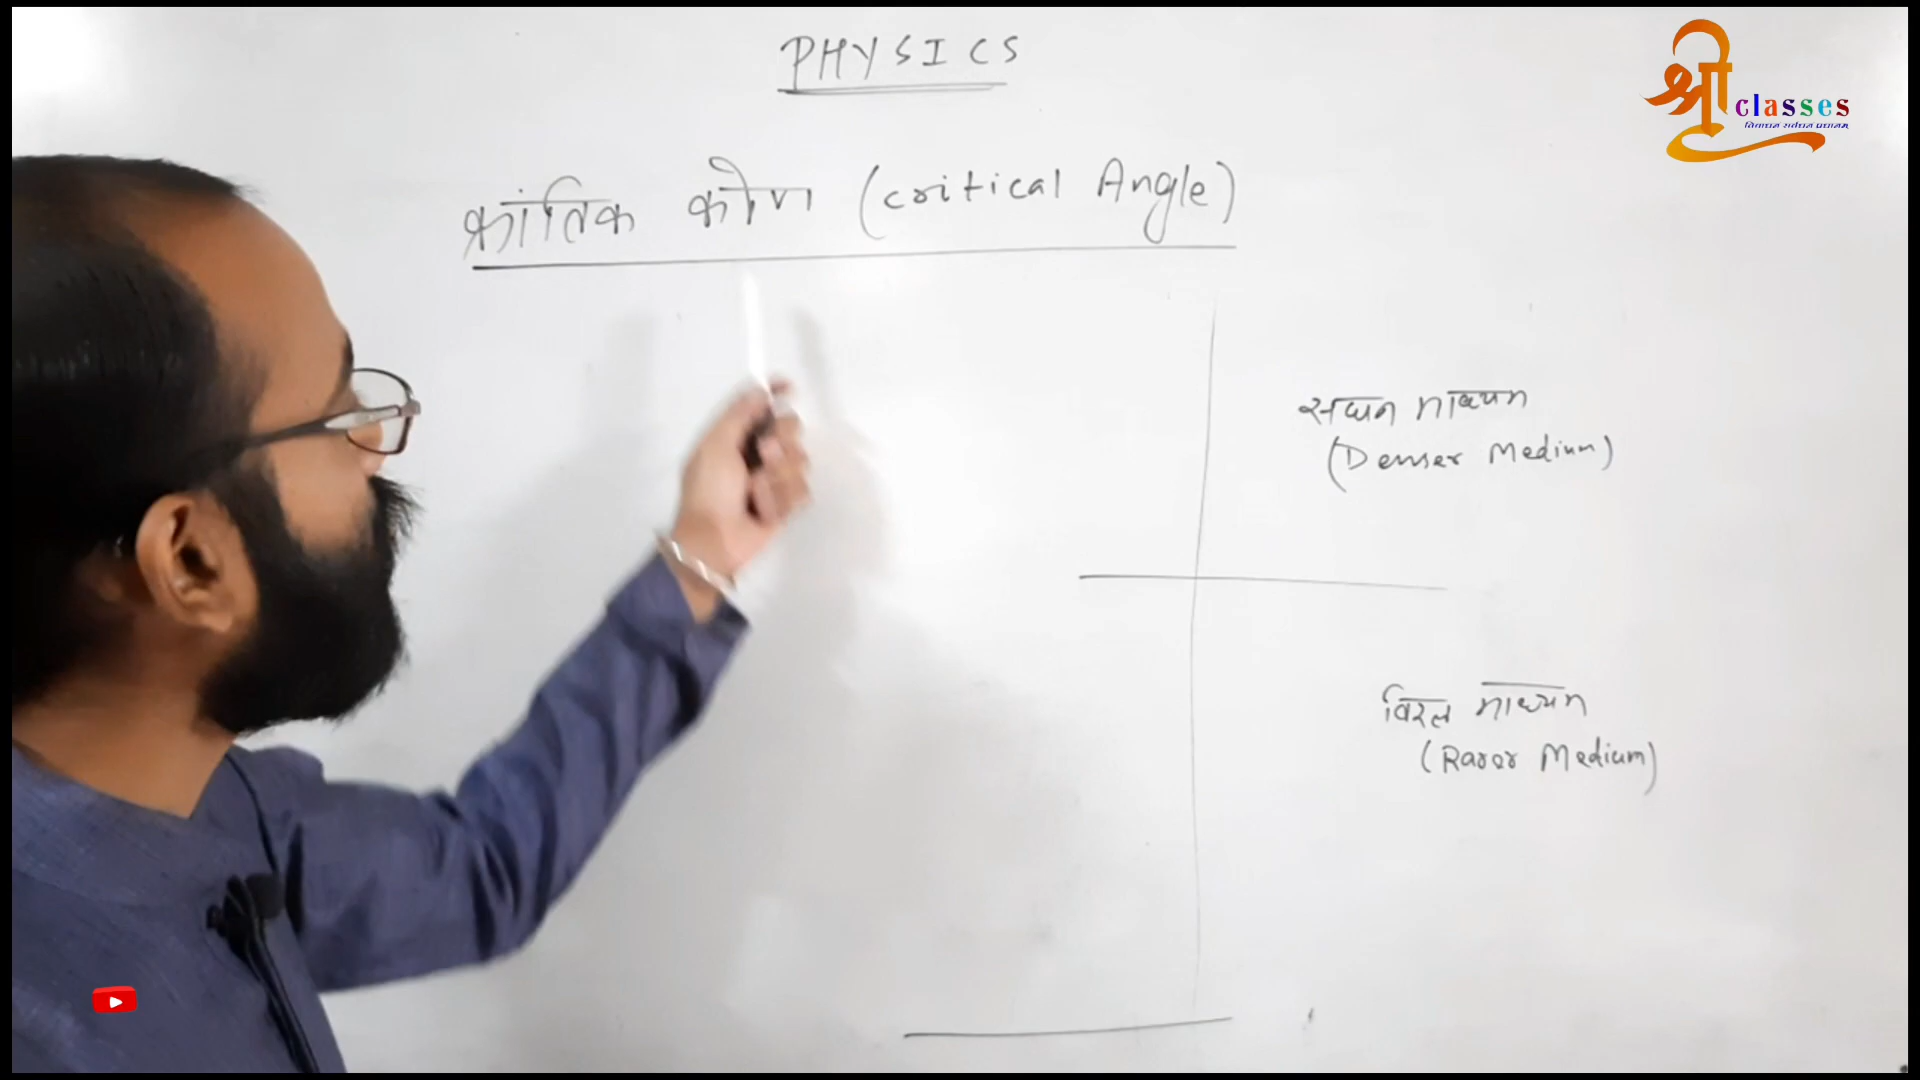 PHYSICS
श्री classes
क्रांतिक कोण (critical Angle)
सघन माध्यम
(Denser Medium)
विरल माध्यम
(Rarer Medium)